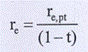 r_e = r_e,pt / (1 – t)